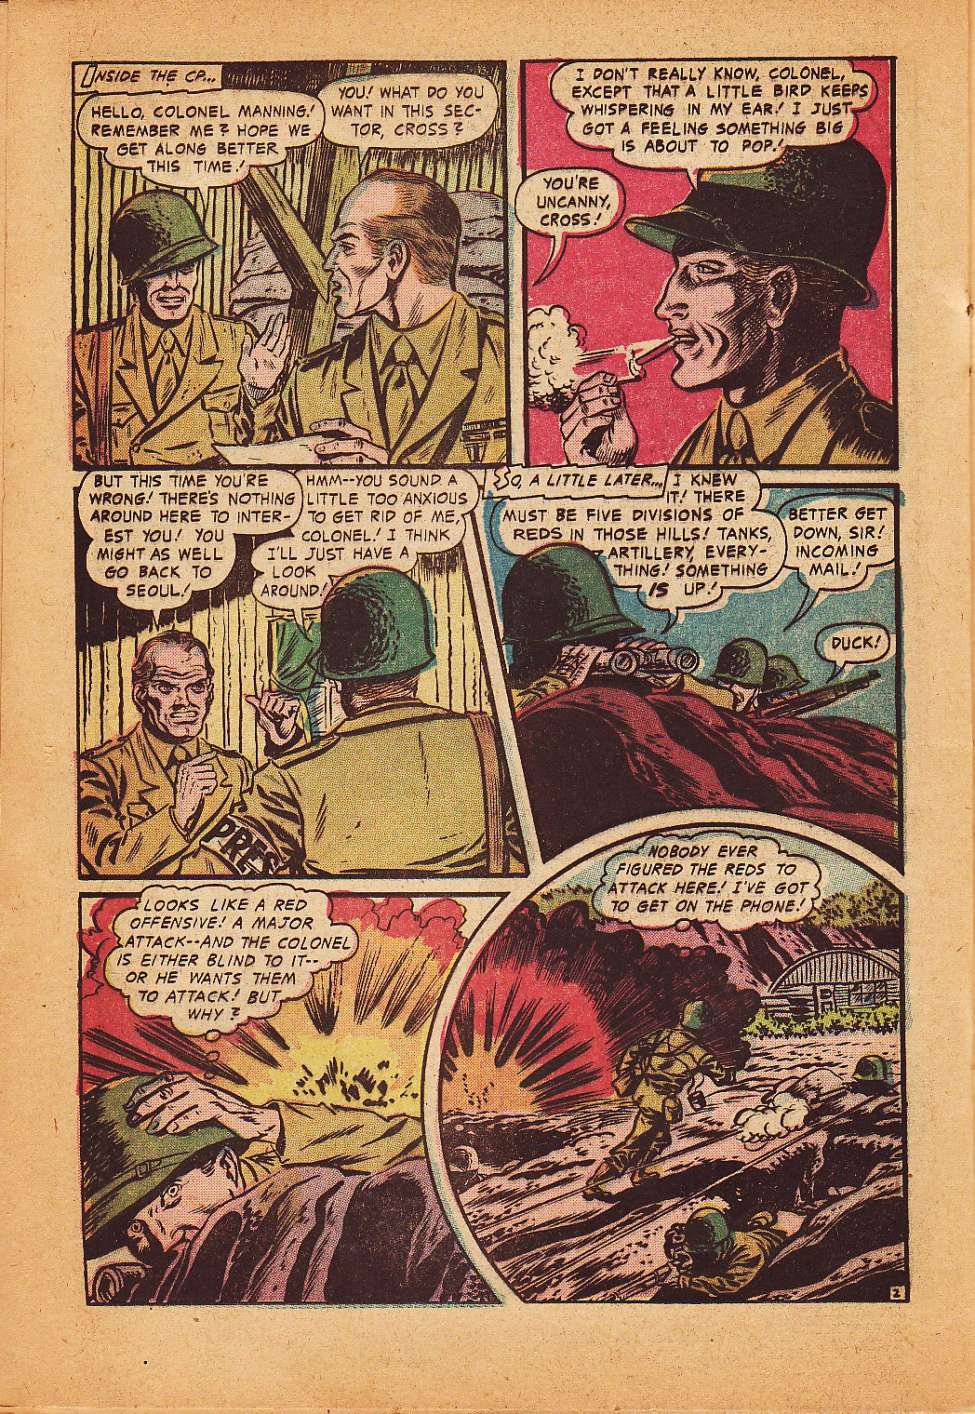 INSIDE THE CP...
HELLO, COLONEL MANNING!
REMEMBER ME? HOPE WE
GET ALONG BETTER
THIS TIME!
YOU! WHAT DO YOU
WANT IN THIS SEC-
TOR, CROSS?
I DON'T REALLY KNOW, COLONEL,
EXCEPT THAT A LITTLE BIRD KEEPS
WHISPERING IN MY EAR! I JUST
GOT A FEELING SOMETHING BIG
IS ABOUT TO POP!
YOU'RE
UNCANNY,
CROSS!
BUT THIS TIME YOU'RE
WRONG! THERE'S NOTHING
AROUND HERE TO INTER-
EST YOU! YOU
MIGHT AS WELL
GO BACK TO
SEOUL!
HMM--YOU SOUND A
LITTLE TOO ANXIOUS
TO GET RID OF ME,
COLONEL! I THINK
I'LL JUST HAVE A
LOOK
AROUND!
PRESS
SO, A LITTLE LATER...
I KNEW
IT! THERE
MUST BE FIVE DIVISIONS OF
REDS IN THOSE HILLS! TANKS,
ARTILLERY, EVERY-
THING! SOMETHING
IS UP!
BETTER GET
DOWN, SIR!
INCOMING
MAIL!
DUCK!
LOOKS LIKE A RED
OFFENSIVE! A MAJOR
ATTACK--AND THE COLONEL
IS EITHER BLIND TO IT--
OR HE WANTS THEM
TO ATTACK! BUT
WHY?
NOBODY EVER
FIGURED THE REDS TO
ATTACK HERE! I'VE GOT
TO GET ON THE PHONE!
2